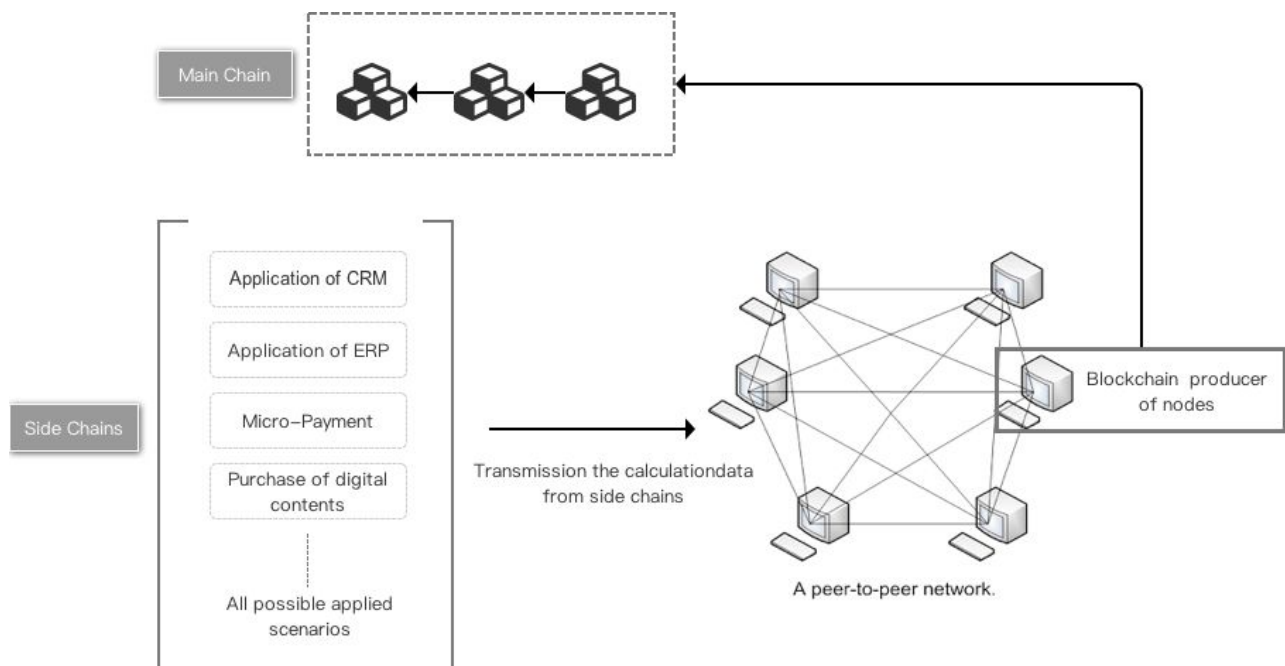 Main Chain
Side Chains
Application of CRM
Application of ERP
Micro-Payment
Purchase of digital
contents
All possible applied
scenarios
Transmission the calculationdata
from side chains
Blockchain producer
of nodes
A peer-to-peer network.